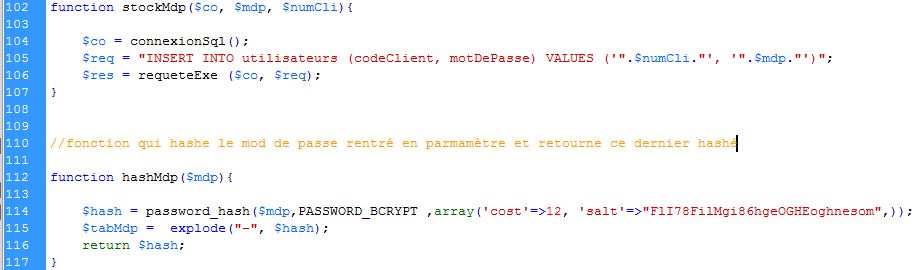 102 function stockMdp($co, $mdp, $numCli){
103
104 $co = connexionSql();
105 $req = "INSERT INTO utilisateurs (codeClient, motDePasse) VALUES ('".$numCli."', '".$mdp."')";
106 $res = requeteExe ($co, $req);
107 }
108
109
110 //fonction qui hashe le mod de passe rentré en parmamètre et retourne ce dernier hashé
111
112 function hashMdp($mdp){
113
114 $hash = password_hash($mdp,PASSWORD_BCRYPT ,array('cost'=>12, 'salt'=>"FlI78FilMgi86hgeOGHEoghnesom",));
115 $tabMdp = explode("-", $hash);
116 return $hash;
117 }